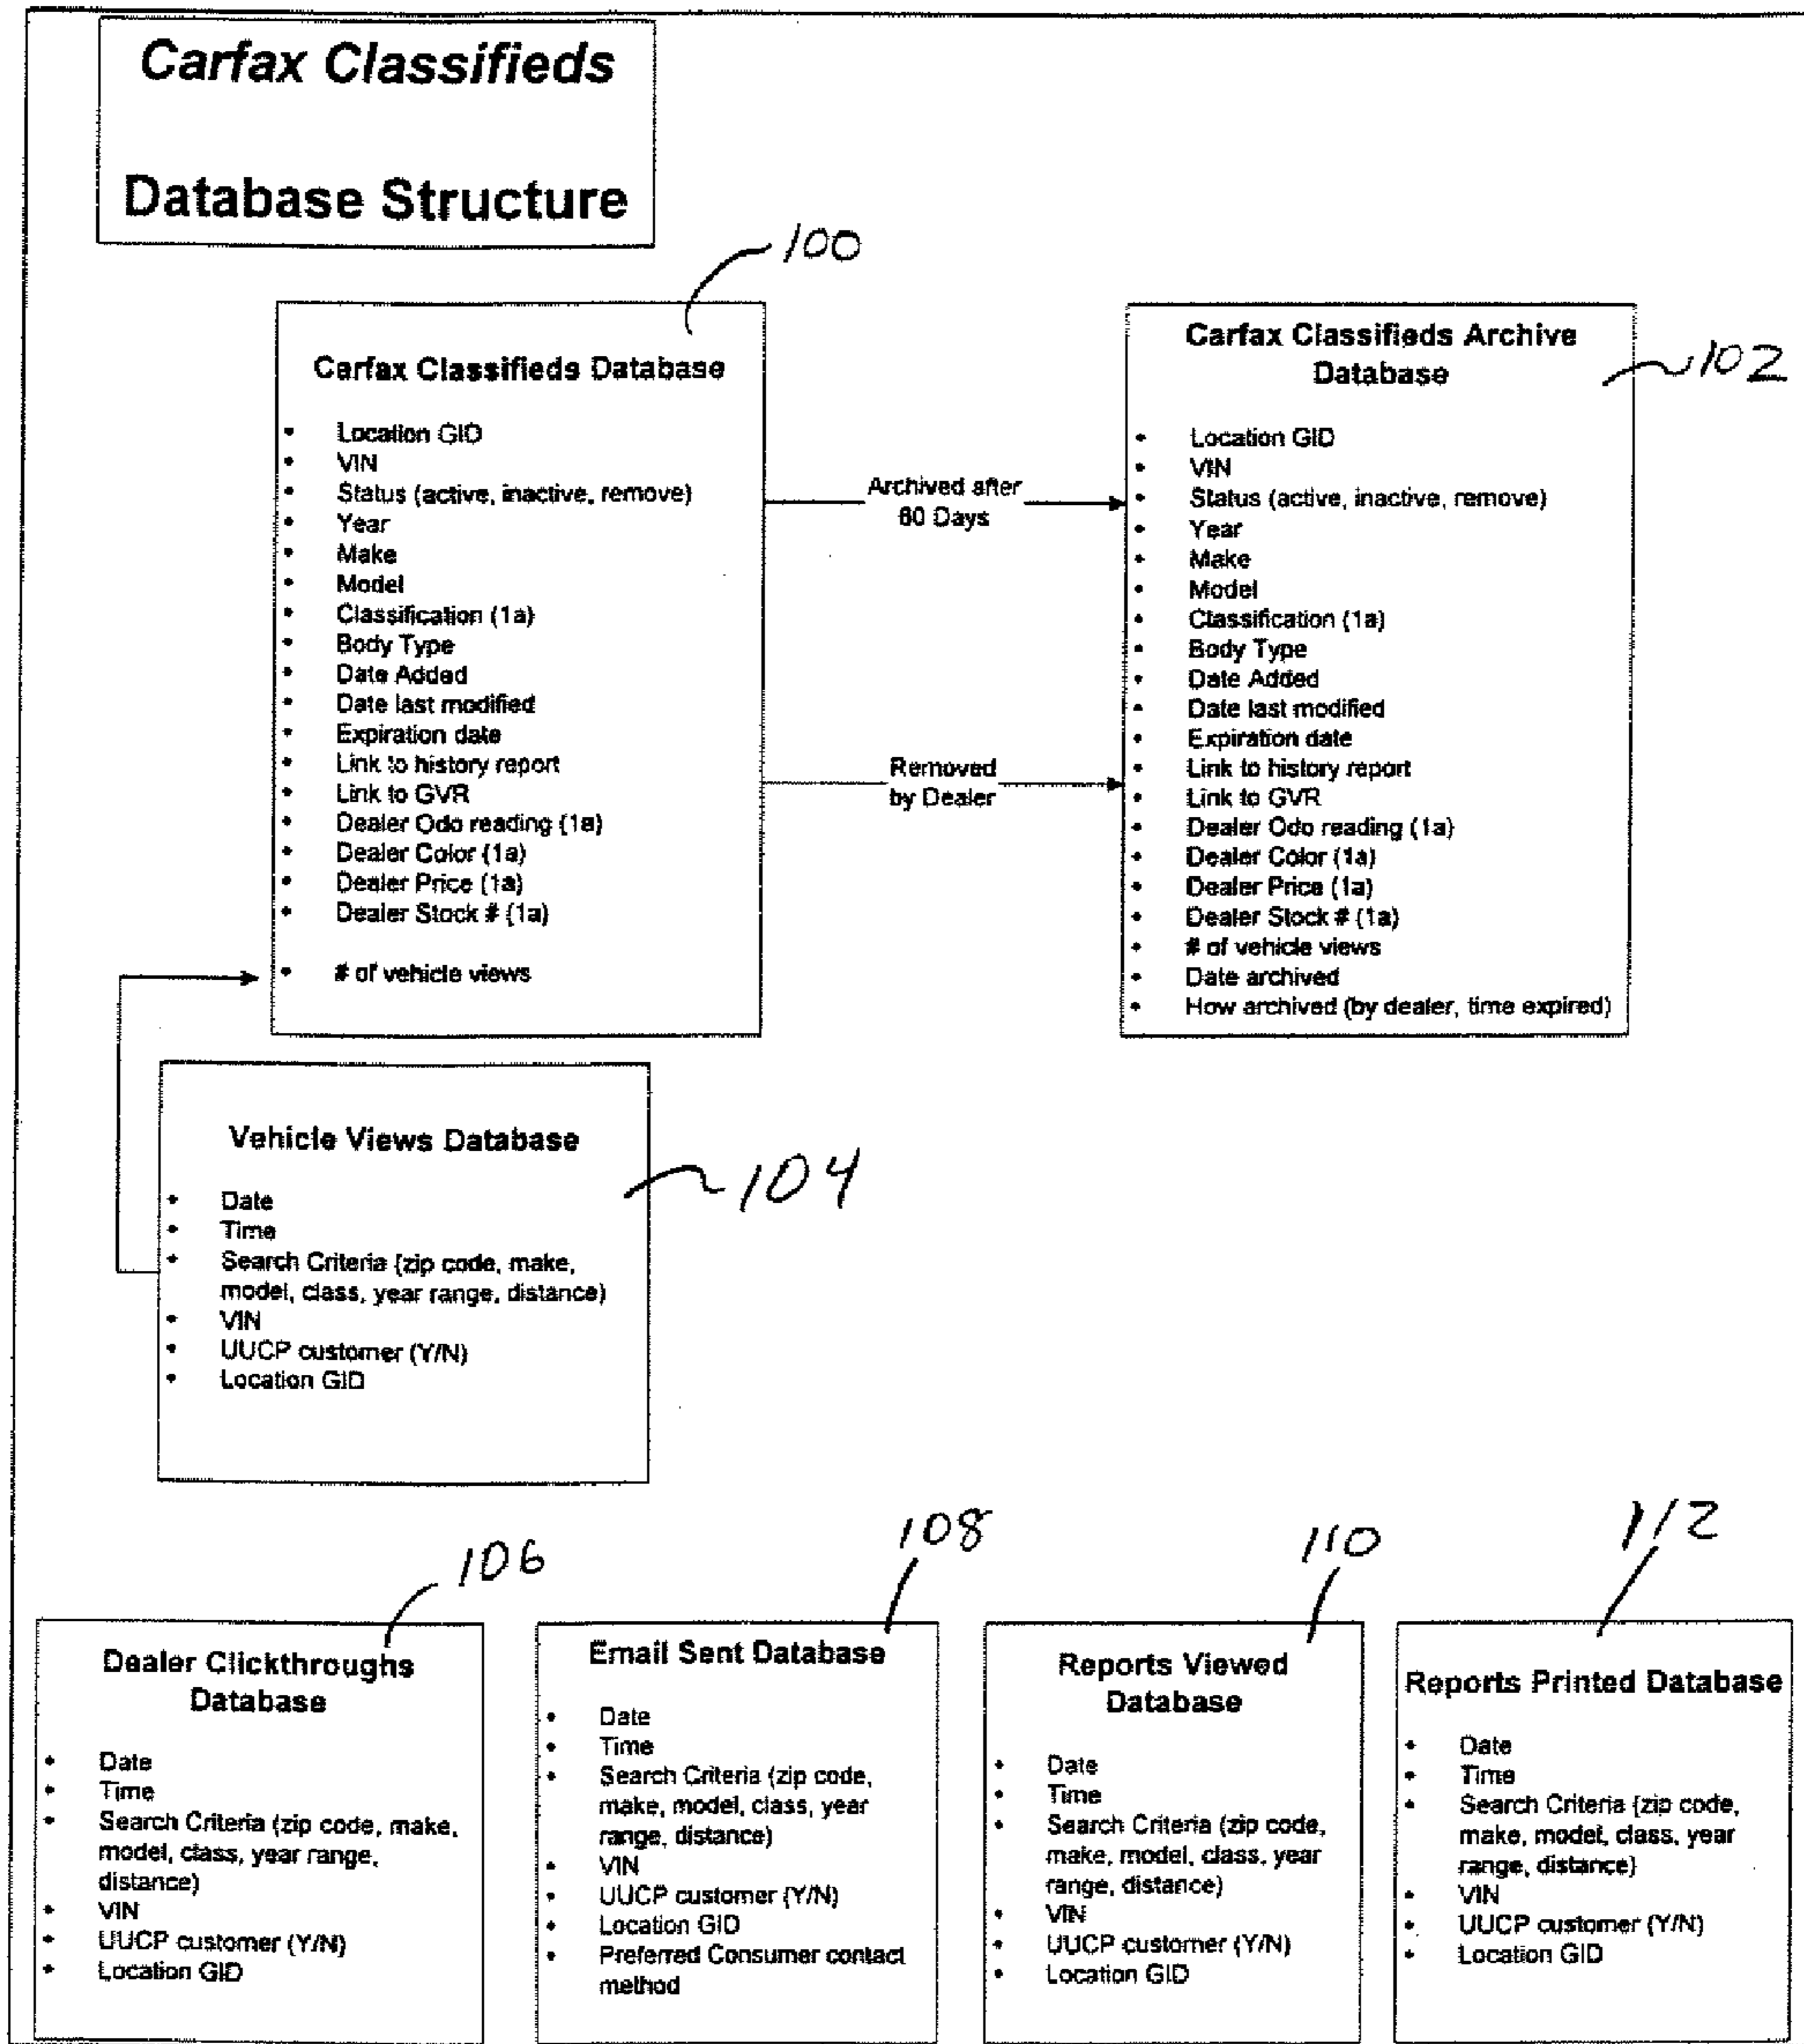 Carfax Classifieds
Database Structure
100
Carfax Classifieds Database
• Location GID
• VIN
• Status (active, inactive, remove)
• Year
• Make
• Model
• Classification (1a)
• Body Type
• Date Added
• Date last modified
• Expiration date
• Link to history report
• Link to GVR
• Dealer Odo reading (1a)
• Dealer Color (1a)
• Dealer Price (1a)
• Dealer Stock # (1a)
• # of vehicle views
Archived after
60 Days
Removed
by Dealer
Carfax Classifieds Archive
Database
102
• Location GID
• VIN
• Status (active, inactive, remove)
• Year
• Make
• Model
• Classification (1a)
• Body Type
• Date Added
• Date last modified
• Expiration date
• Link to history report
• Link to GVR
• Dealer Odo reading (1a)
• Dealer Color (1a)
• Dealer Price (1a)
• Dealer Stock # (1a)
• # of vehicle views
• Date archived
• How archived (by dealer, time expired)
Vehicle Views Database
104
• Date
• Time
• Search Criteria (zip code, make,
model, class, year range, distance)
• VIN
• UUCP customer (Y/N)
• Location GID
106
Dealer Clickthroughs
Database
• Date
• Time
• Search Criteria (zip code, make,
model, class, year range,
distance)
• VIN
• UUCP customer (Y/N)
• Location GID
108
Email Sent Database
• Date
• Time
• Search Criteria (zip code,
make, model, class, year
range, distance)
• VIN
• UUCP customer (Y/N)
• Location GID
• Preferred Consumer contact
method
110
Reports Viewed
Database
• Date
• Time
• Search Criteria (zip code,
make, model, class, year
range, distance)
• VIN
• UUCP customer (Y/N)
• Location GID
112
Reports Printed Database
• Date
• Time
• Search Criteria (zip code,
make, model, class, year
range, distance)
• VIN
• UUCP customer (Y/N)
• Location GID